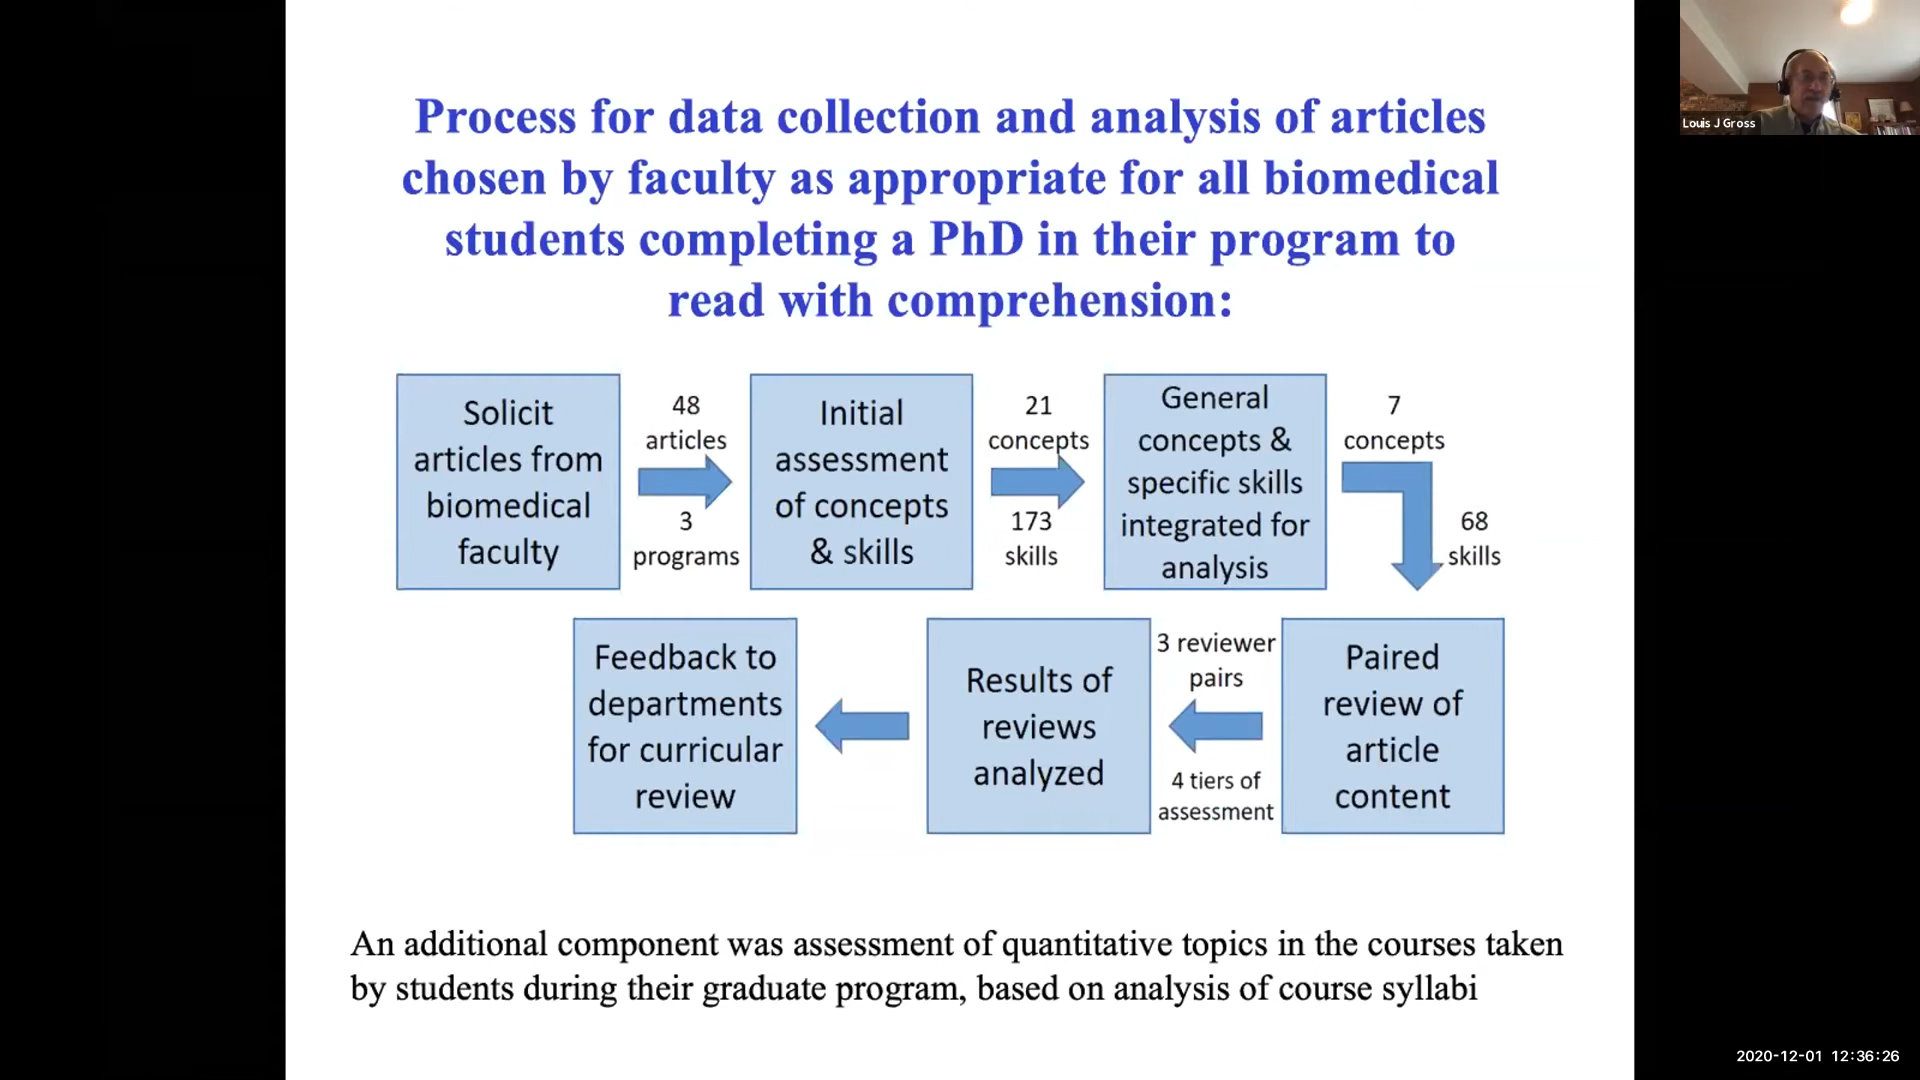 Process for data collection and analysis of articles
chosen by faculty as appropriate for all biomedical
students completing a PhD in their program to
read with comprehension:
Louis J Gross
Solicit
articles from
biomedical
faculty
48
articles
3
programs
Initial
assessment
of concepts
& skills
21
concepts
173
skills
General
concepts &
specific skills
integrated for
analysis
7
concepts
68
skills
Paired
review of
article
content
3 reviewer
pairs
4 tiers of
assessment
Results of
reviews
analyzed
Feedback to
departments
for curricular
review
An additional component was assessment of quantitative topics in the courses taken
by students during their graduate program, based on analysis of course syllabi
2020-12-01 12:36:26